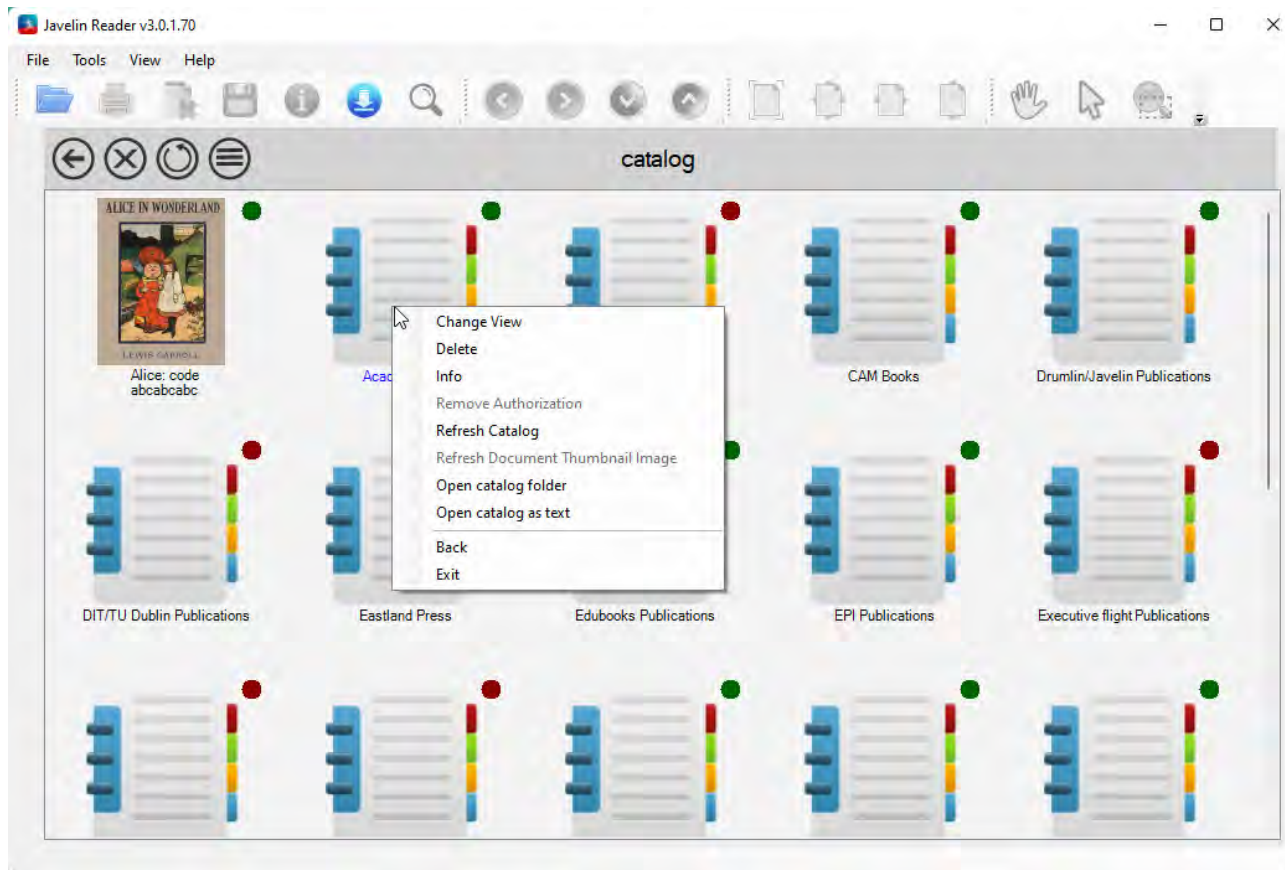 Javelin Reader v3.0.1.70
File Tools View Help
catalog
ALICE IN WONDERLAND
LEWIS CARROLL
Alice: code
abcabcabc
CAM Books
Drumlin/Javelin Publications
Change View
Delete
Info
Remove Authorization
Refresh Catalog
Refresh Document Thumbnail Image
Open catalog folder
Open catalog as text
Back
Exit
DIT/TU Dublin Publications
Eastland Press
Edubooks Publications
EPI Publications
Executive flight Publications